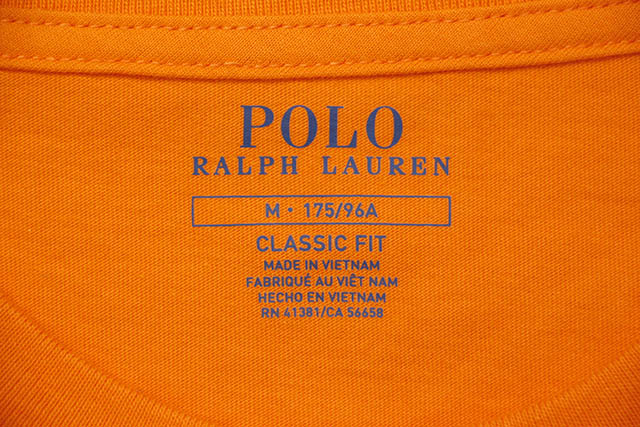 POLO
RALPH LAUREN
M • 175/96A
CLASSIC FIT
MADE IN VIETNAM
FABRIQUÉ AU VIÊT NAM
HECHO EN VIETNAM
RN 41381/CA 56658